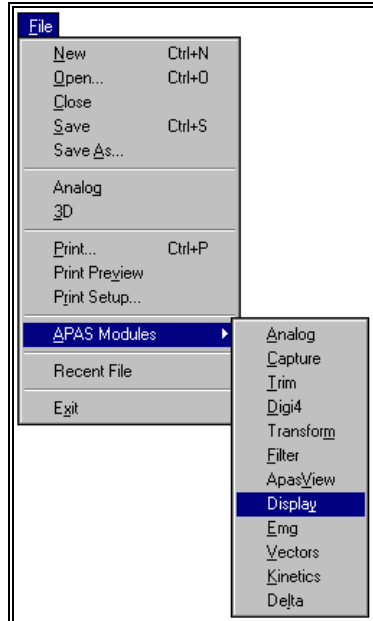 File
New Ctrl+N
Open... Ctrl+O
Close
Save Ctrl+S
Save As...
Analog
3D
Print... Ctrl+P
Print Preview
Print Setup...
APAS Modules
Recent File
Exit
Analog
Capture
Trim
Digi4
Transform
Filter
ApasView
Display
Emg
Vectors
Kinetics
Delta